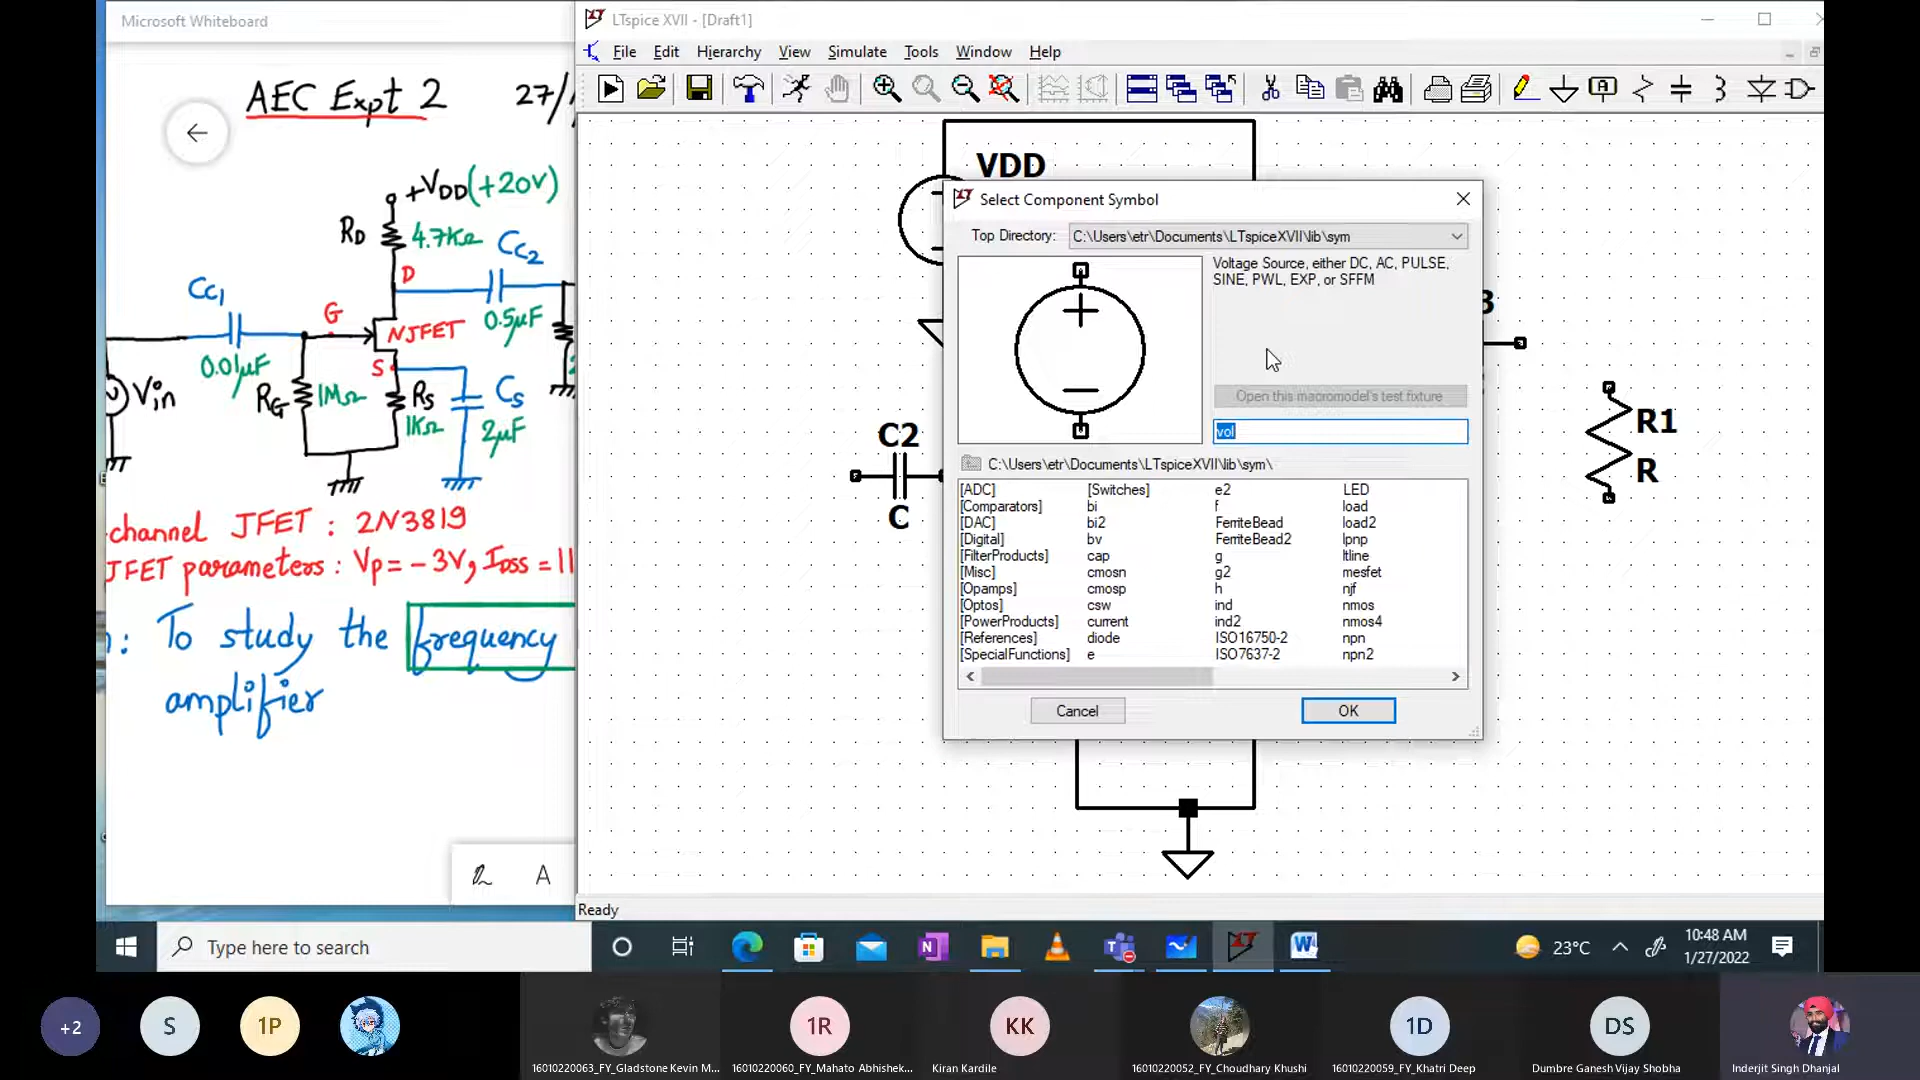 Microsoft Whiteboard
AEC Expt 2
27/
+VDD(+20V)
RD
4.7KΩ
CC2
D
CC1
G
NJFET
0.5µF
0.01µF
S
Vin
RG
1MΩ
RS
1KΩ
CS
2µF
channel JFET : 2N3819
JFET parameters : Vp = -3V, IDSS = 11
: To study the frequency
amplifier
A
LTspice XVII - [Draft1]
File Edit Hierarchy View Simulate Tools Window Help
VDD
C2
C
R1
R
Select Component Symbol
Top Directory: C:\Users\etr\Documents\LTspiceXVII\lib\sym
Voltage Source, either DC, AC, PULSE,
SINE, PWL, EXP, or SFFM
Open this macromodel's test fixture
vol
C:\Users\etr\Documents\LTspiceXVII\lib\sym\
[ADC] [Switches] e2 LED
[Comparators] bi f load
[DAC] bi2 FerriteBead load2
[Digital] bv FerriteBead2 lpnp
[FilterProducts] cap g ltline
[Misc] cmosn g2 mesfet
[Opamps] cmosp h njf
[Optos] csw ind nmos
[PowerProducts] current ind2 nmos4
[References] diode ISO16750-2 npn
[SpecialFunctions] e ISO7637-2 npn2
Cancel OK
Ready
Type here to search
23°C
10:48 AM
1/27/2022
+2
S
1P
1R
KK
1D
DS
16010220063_FY_Gladstone Kevin M...
16010220060_FY_Mahato Abhishek...
Kiran Kardile
16010220052_FY_Choudhary Khushi
16010220059_FY_Khatri Deep
Dumbre Ganesh Vijay Shobha
Inderjit Singh Dhanjal